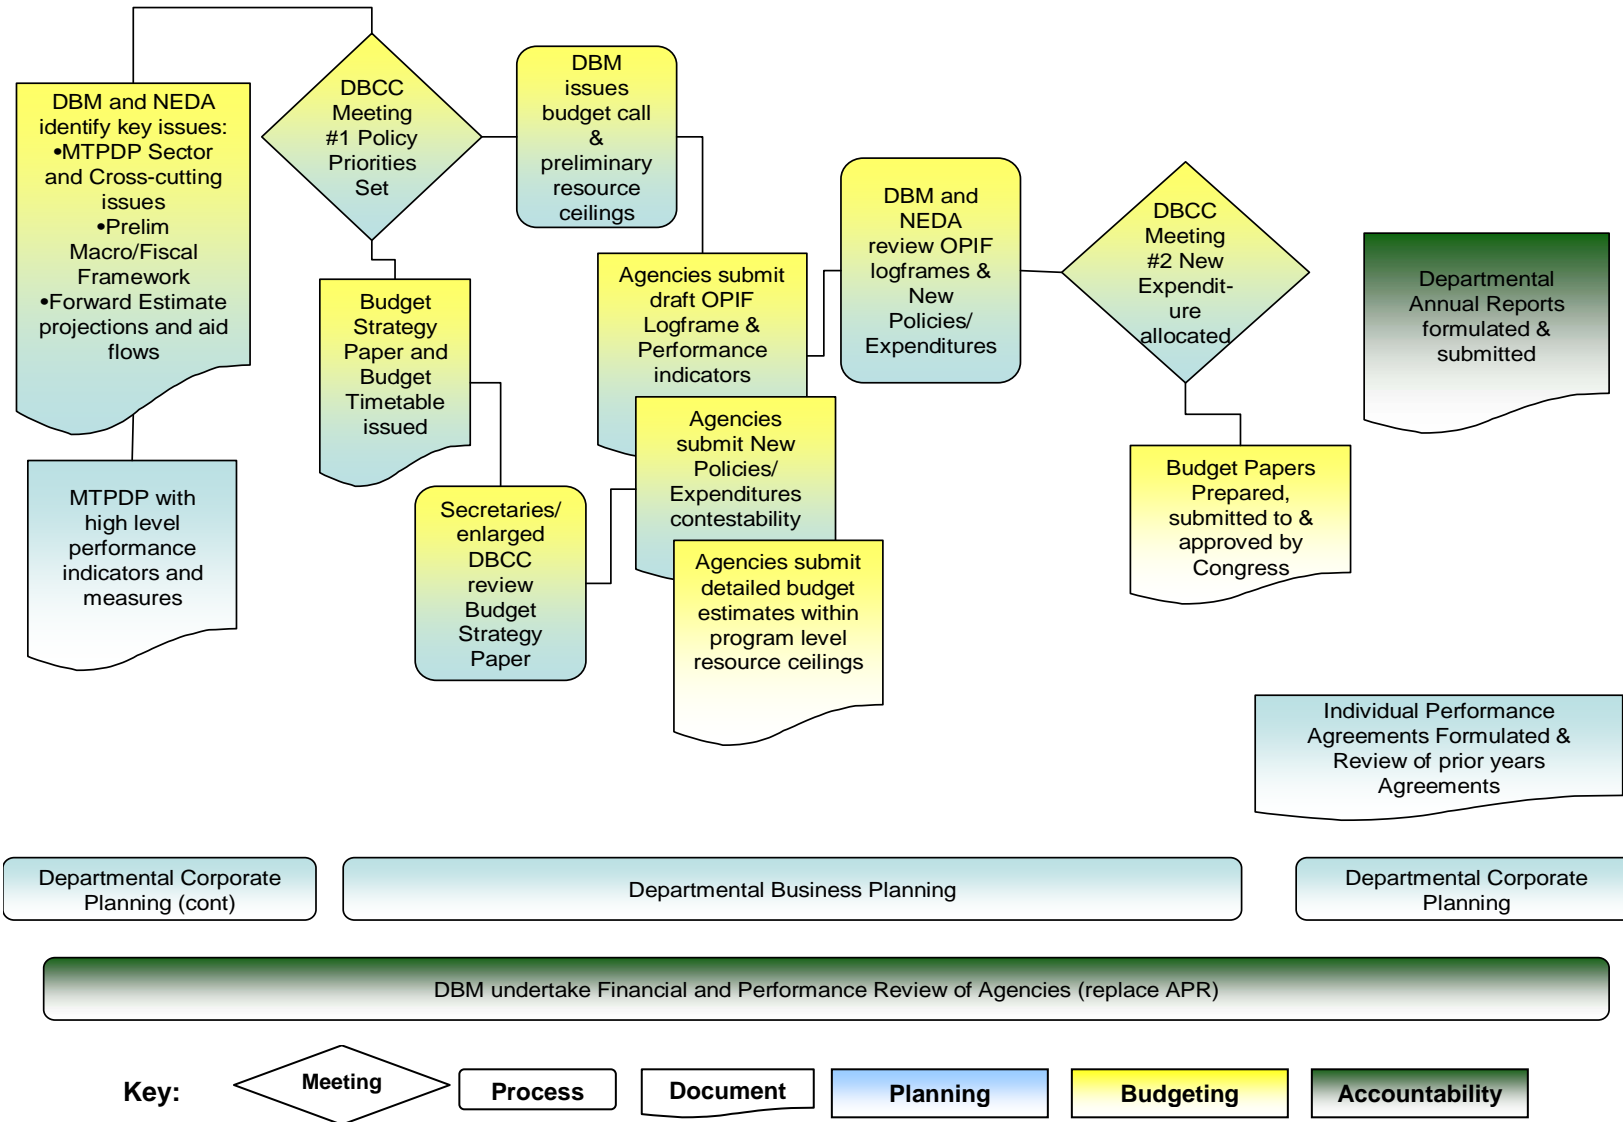 DBM and NEDA
identify key issues:
•MTPDP Sector
and Cross-cutting
issues
•Prelim
Macro/Fiscal
Framework
•Forward Estimate
projections and aid
flows
MTPDP with
high level
performance
indicators and
measures
DBCC
Meeting
#1 Policy
Priorities
Set
Budget
Strategy
Paper and
Budget
Timetable
issued
DBM
issues
budget call
&
preliminary
resource
ceilings
Secretaries/
enlarged
DBCC
review
Budget
Strategy
Paper
Agencies submit
draft OPIF
Logframe &
Performance
indicators
Agencies
submit New
Policies/
Expenditures
contestability
Agencies submit
detailed budget
estimates within
program level
resource ceilings
DBM and
NEDA
review OPIF
logframes &
New
Policies/
Expenditures
DBCC
Meeting
#2 New
Expendit-
ure
allocated
Budget Papers
Prepared,
submitted to &
approved by
Congress
Departmental
Annual Reports
formulated &
submitted
Individual Performance
Agreements Formulated &
Review of prior years
Agreements
Departmental Corporate
Planning (cont)
Departmental Business Planning
Departmental Corporate
Planning
DBM undertake Financial and Performance Review of Agencies (replace APR)
Key:
Meeting
Process
Document
Planning
Budgeting
Accountability